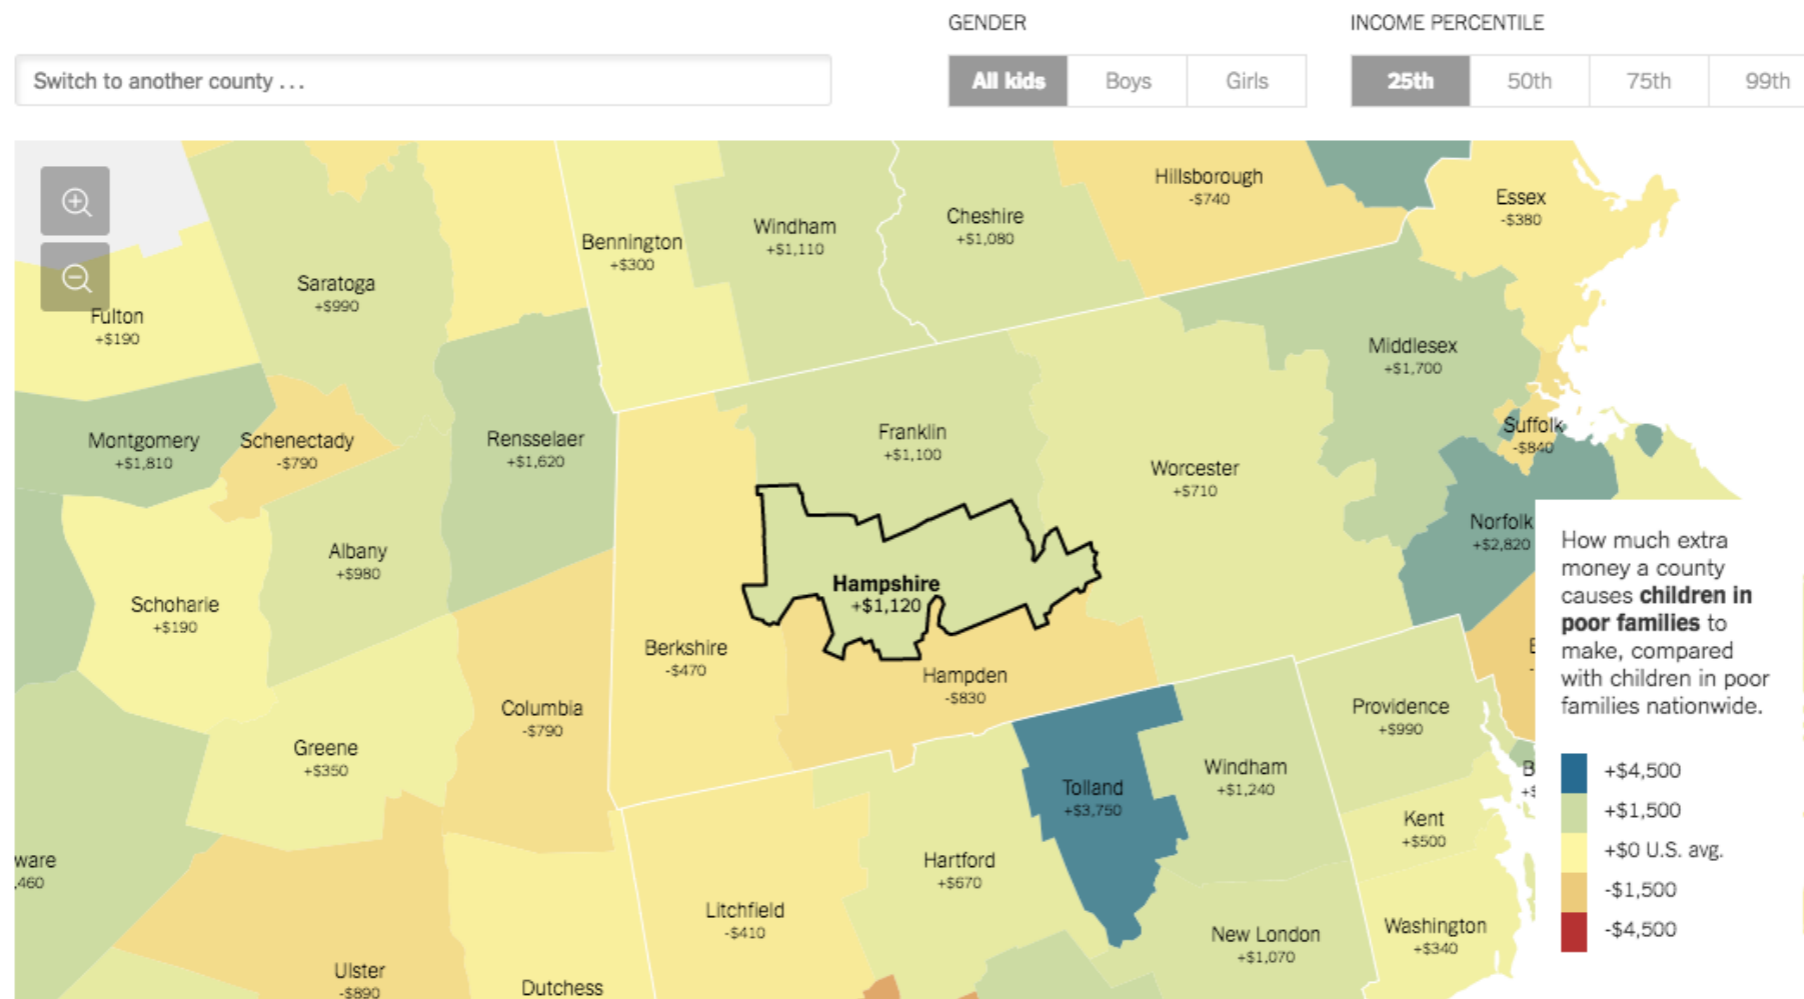 GENDER
INCOME PERCENTILE
Switch to another county ...
All kids
Boys
Girls
25th
50th
75th
99th
Hillsborough
-$740
Essex
-$380
Windham
+$1,110
Cheshire
+$1,080
Bennington
+$300
Saratoga
+$990
Fulton
+$190
Middlesex
+$1,700
Montgomery
+$1,810
Schenectady
-$790
Rensselaer
+$1,620
Franklin
+$1,100
Suffolk
-$840
Worcester
+$710
Norfolk
+$2,820
Albany
+$980
Hampshire
+$1,120
Schoharie
+$190
Berkshire
-$470
Hampden
-$830
Columbia
-$790
Providence
+$990
Greene
+$350
Windham
+$1,240
Tolland
+$3,750
Kent
+$500
ware
,460
Hartford
+$670
Litchfield
-$410
New London
+$1,070
Washington
+$340
Ulster
-$890
Dutchess
B
+$
How much extra
money a county
causes children in
poor families to
make, compared
with children in poor
families nationwide.
+$4,500
+$1,500
+$0 U.S. avg.
-$1,500
-$4,500